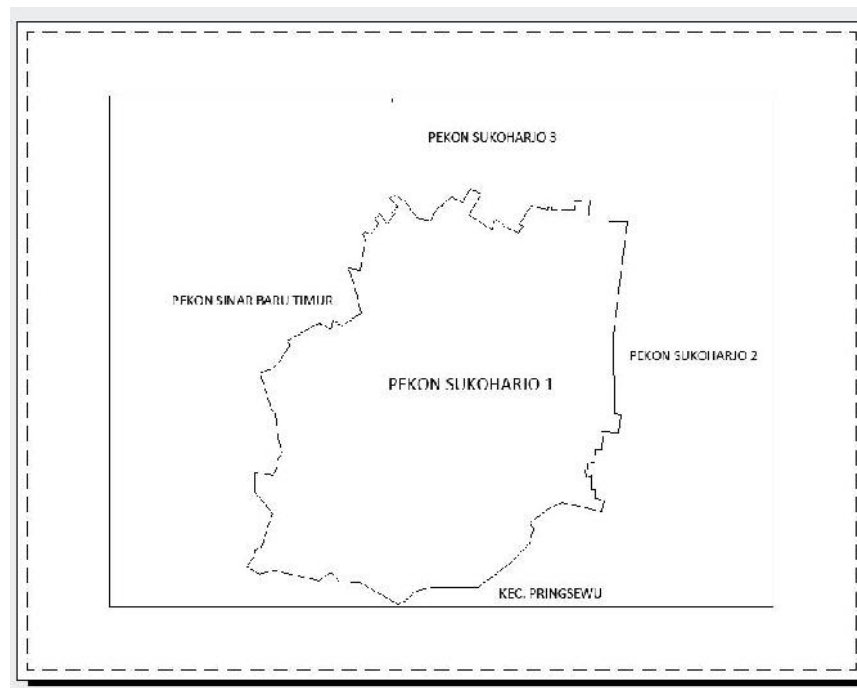 PEKON SUKOHARJO 3
PEKON SINAR BARU TIMUR
PEKON SUKOHARJO 2
PEKON SUKOHARJO 1
KEC. PRINGSEWU